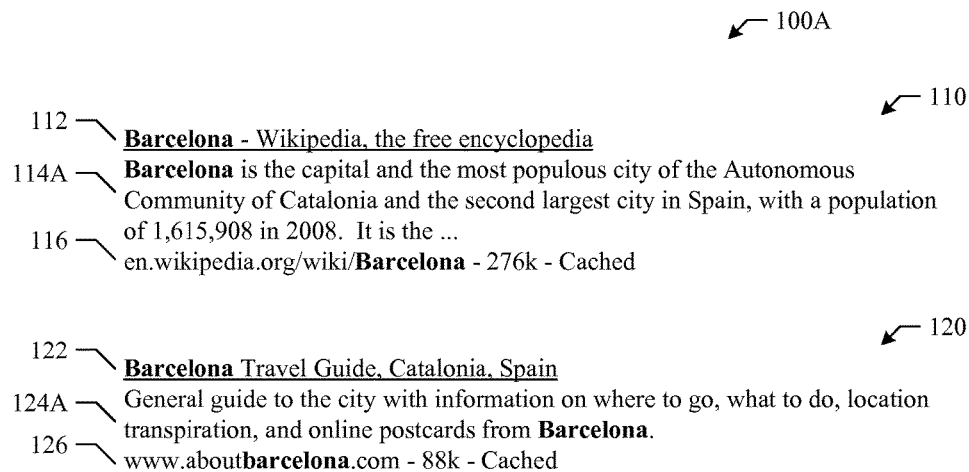 100A
110
112
Barcelona - Wikipedia, the free encyclopedia
114A
Barcelona is the capital and the most populous city of the Autonomous
Community of Catalonia and the second largest city in Spain, with a population
of 1,615,908 in 2008. It is the ...
116
en.wikipedia.org/wiki/Barcelona - 276k - Cached
120
122
Barcelona Travel Guide, Catalonia, Spain
124A
General guide to the city with information on where to go, what to do, location
transpiration, and online postcards from Barcelona.
126
www.aboutbarcelona.com - 88k - Cached